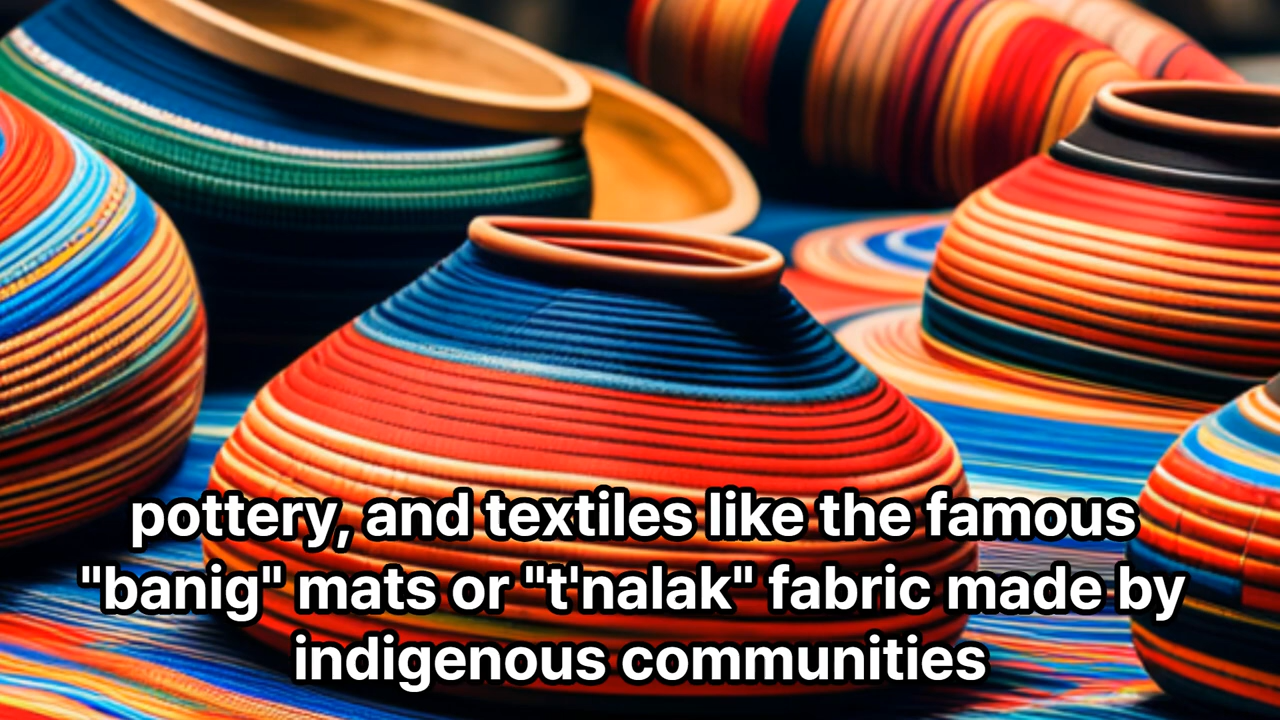 pottery, and textiles like the famous
"banig" mats or "t'nalak" fabric made by
indigenous communities